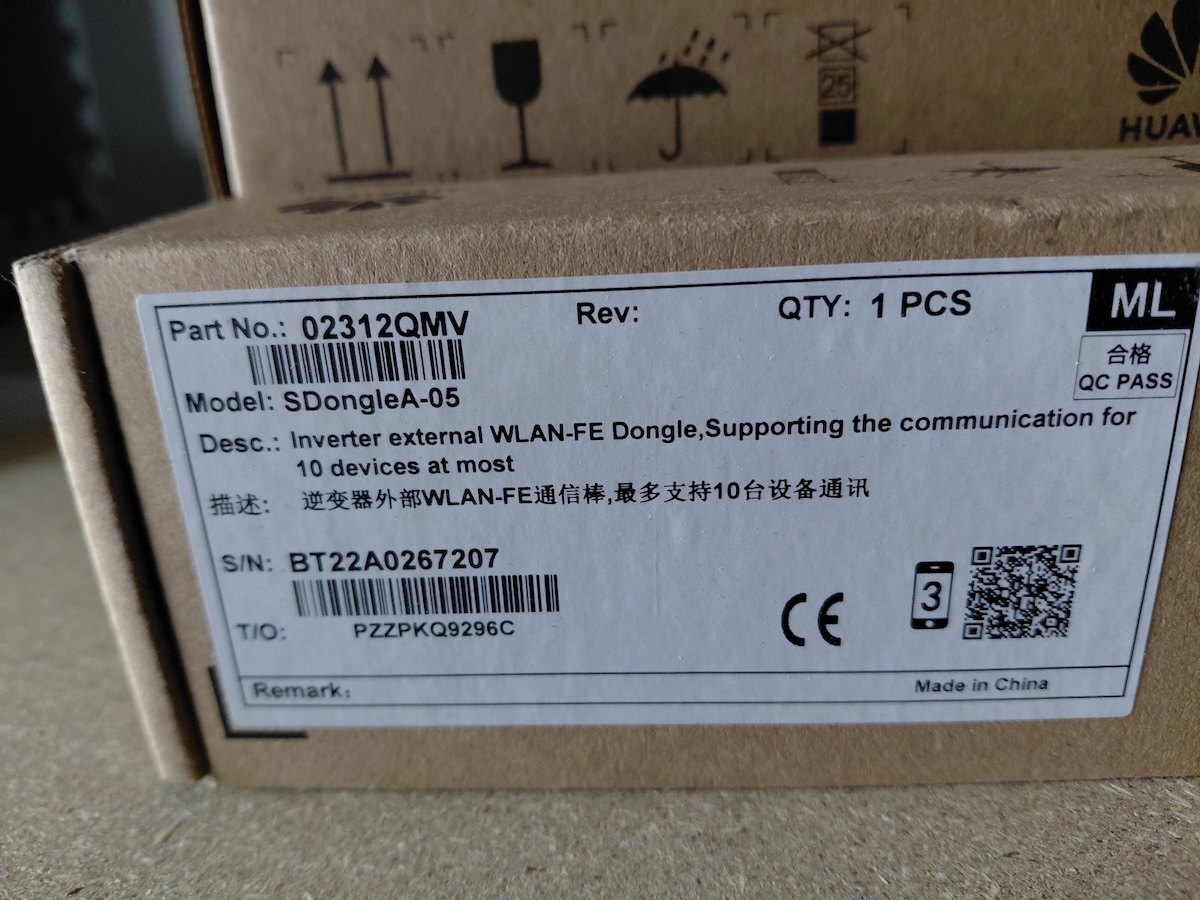 25
HUAW
Part No.: 02312QMV
Rev:
QTY: 1 PCS
ML
合格
QC PASS
Model: SDongleA-05
Desc.: Inverter external WLAN-FE Dongle,Supporting the communication for
10 devices at most
描述: 逆变器外部WLAN-FE通信棒,最多支持10台设备通讯
S/N: BT22A0267207
3
T/O: PZZPKQ9296C
CE
Remark:
Made in China